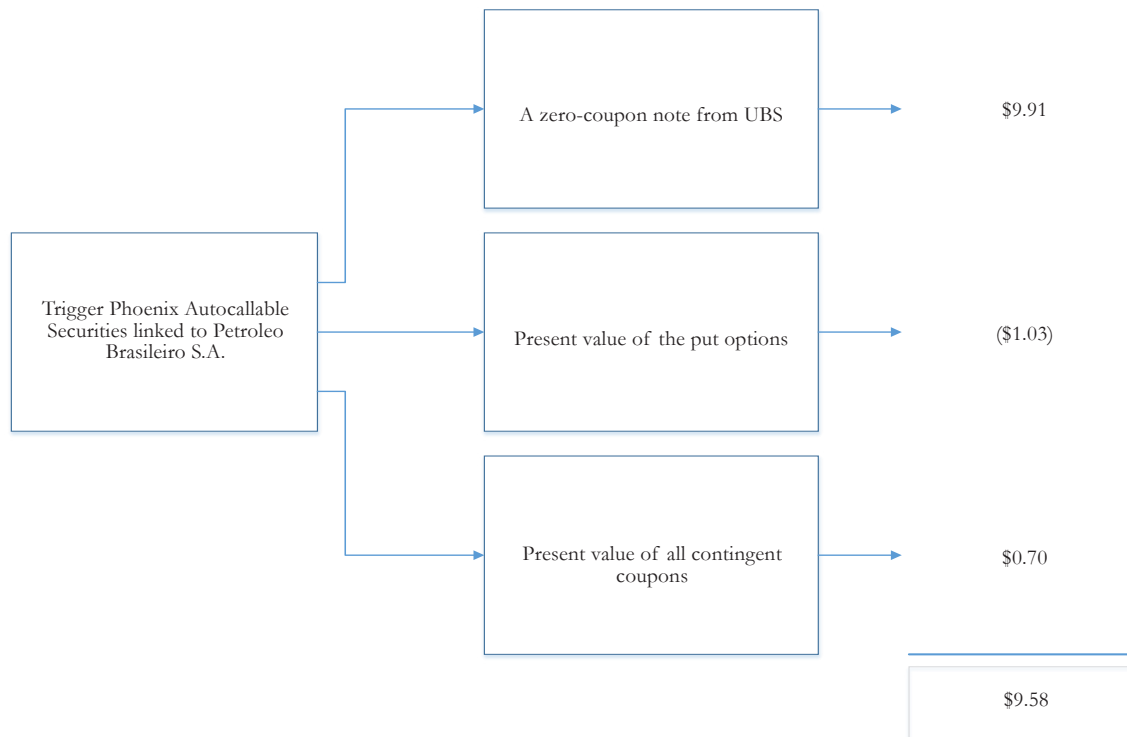 A zero-coupon note from UBS
$9.91
Trigger Phoenix Autocallable
Securities linked to Petroleo
Brasileiro S.A.
Present value of the put options
($1.03)
Present value of all contingent
coupons
$0.70
$9.58